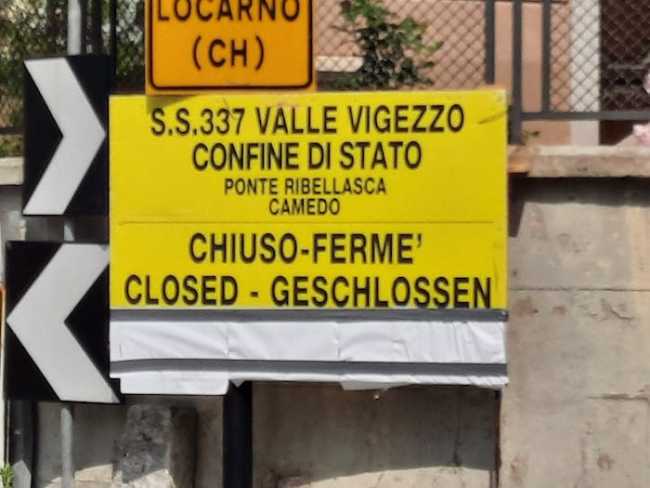 LOCARNO
(CH)
S.S.337 VALLE VIGEZZO
CONFINE DI STATO
PONTE RIBELLASCA
CAMEDO
CHIUSO-FERME'
CLOSED - GESCHLOSSEN